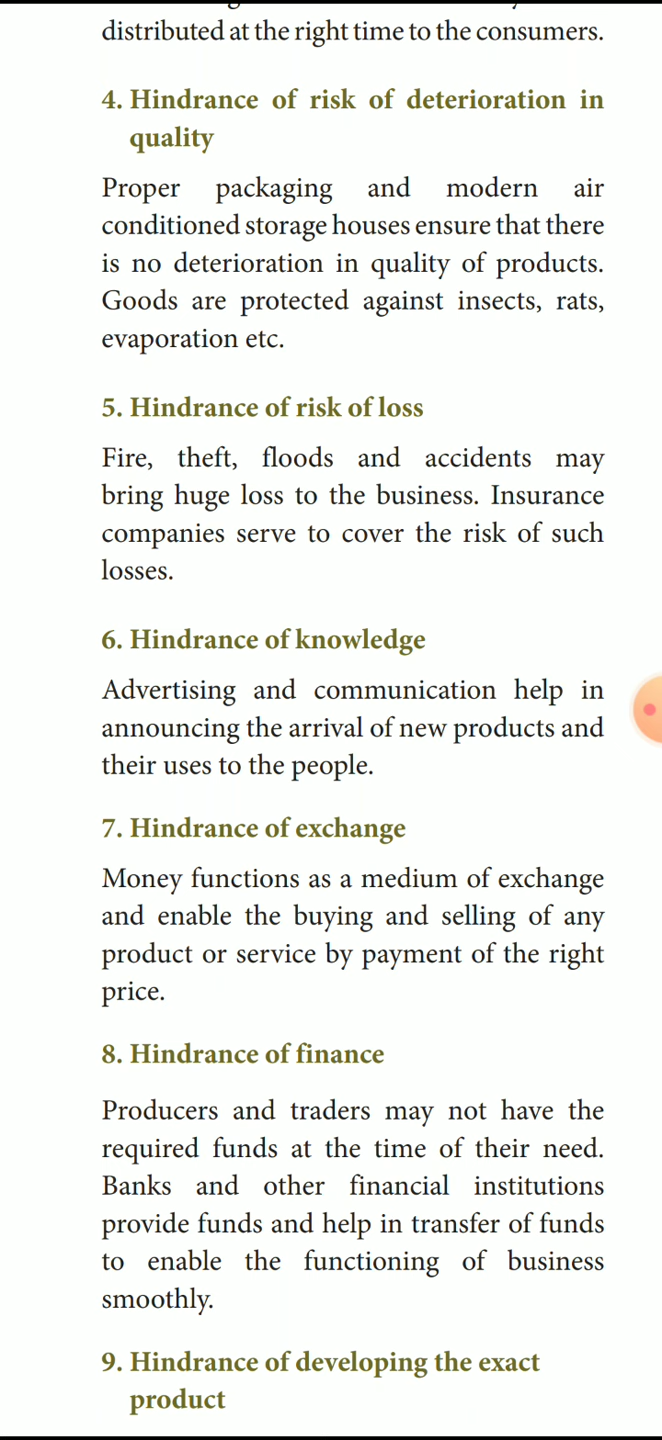 distributed at the right time to the consumers.
4. Hindrance of risk of deterioration in
quality
Proper packaging and modern air
conditioned storage houses ensure that there
is no deterioration in quality of products.
Goods are protected against insects, rats,
evaporation etc.
5. Hindrance of risk of loss
Fire, theft, floods and accidents may
bring huge loss to the business. Insurance
companies serve to cover the risk of such
losses.
6. Hindrance of knowledge
Advertising and communication help in
announcing the arrival of new products and
their uses to the people.
7. Hindrance of exchange
Money functions as a medium of exchange
and enable the buying and selling of any
product or service by payment of the right
price.
8. Hindrance of finance
Producers and traders may not have the
required funds at the time of their need.
Banks and other financial institutions
provide funds and help in transfer of funds
to enable the functioning of business
smoothly.
9. Hindrance of developing the exact
product